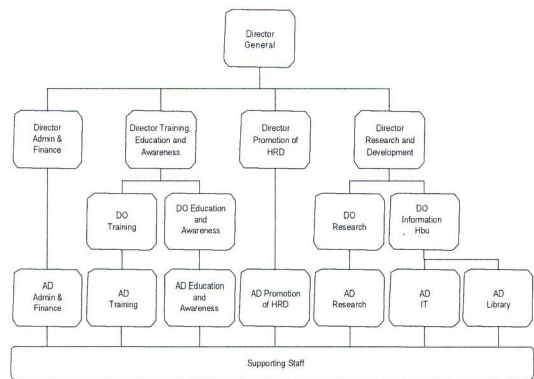 Director
General
Director
Admin &
Finance
Director Training,
Education and
Awareness
Director
Promotion of
HRD
Director
Research and
Development
DO
Training
DO Education
and
Awareness
DO
Research
DO
Information
Hbu
AD
Admin &
Finance
AD
Training
AD Education
and
Awareness
AD Promotion
of HRD
AD
Research
AD
IT
AD
Library
Supporting Staff